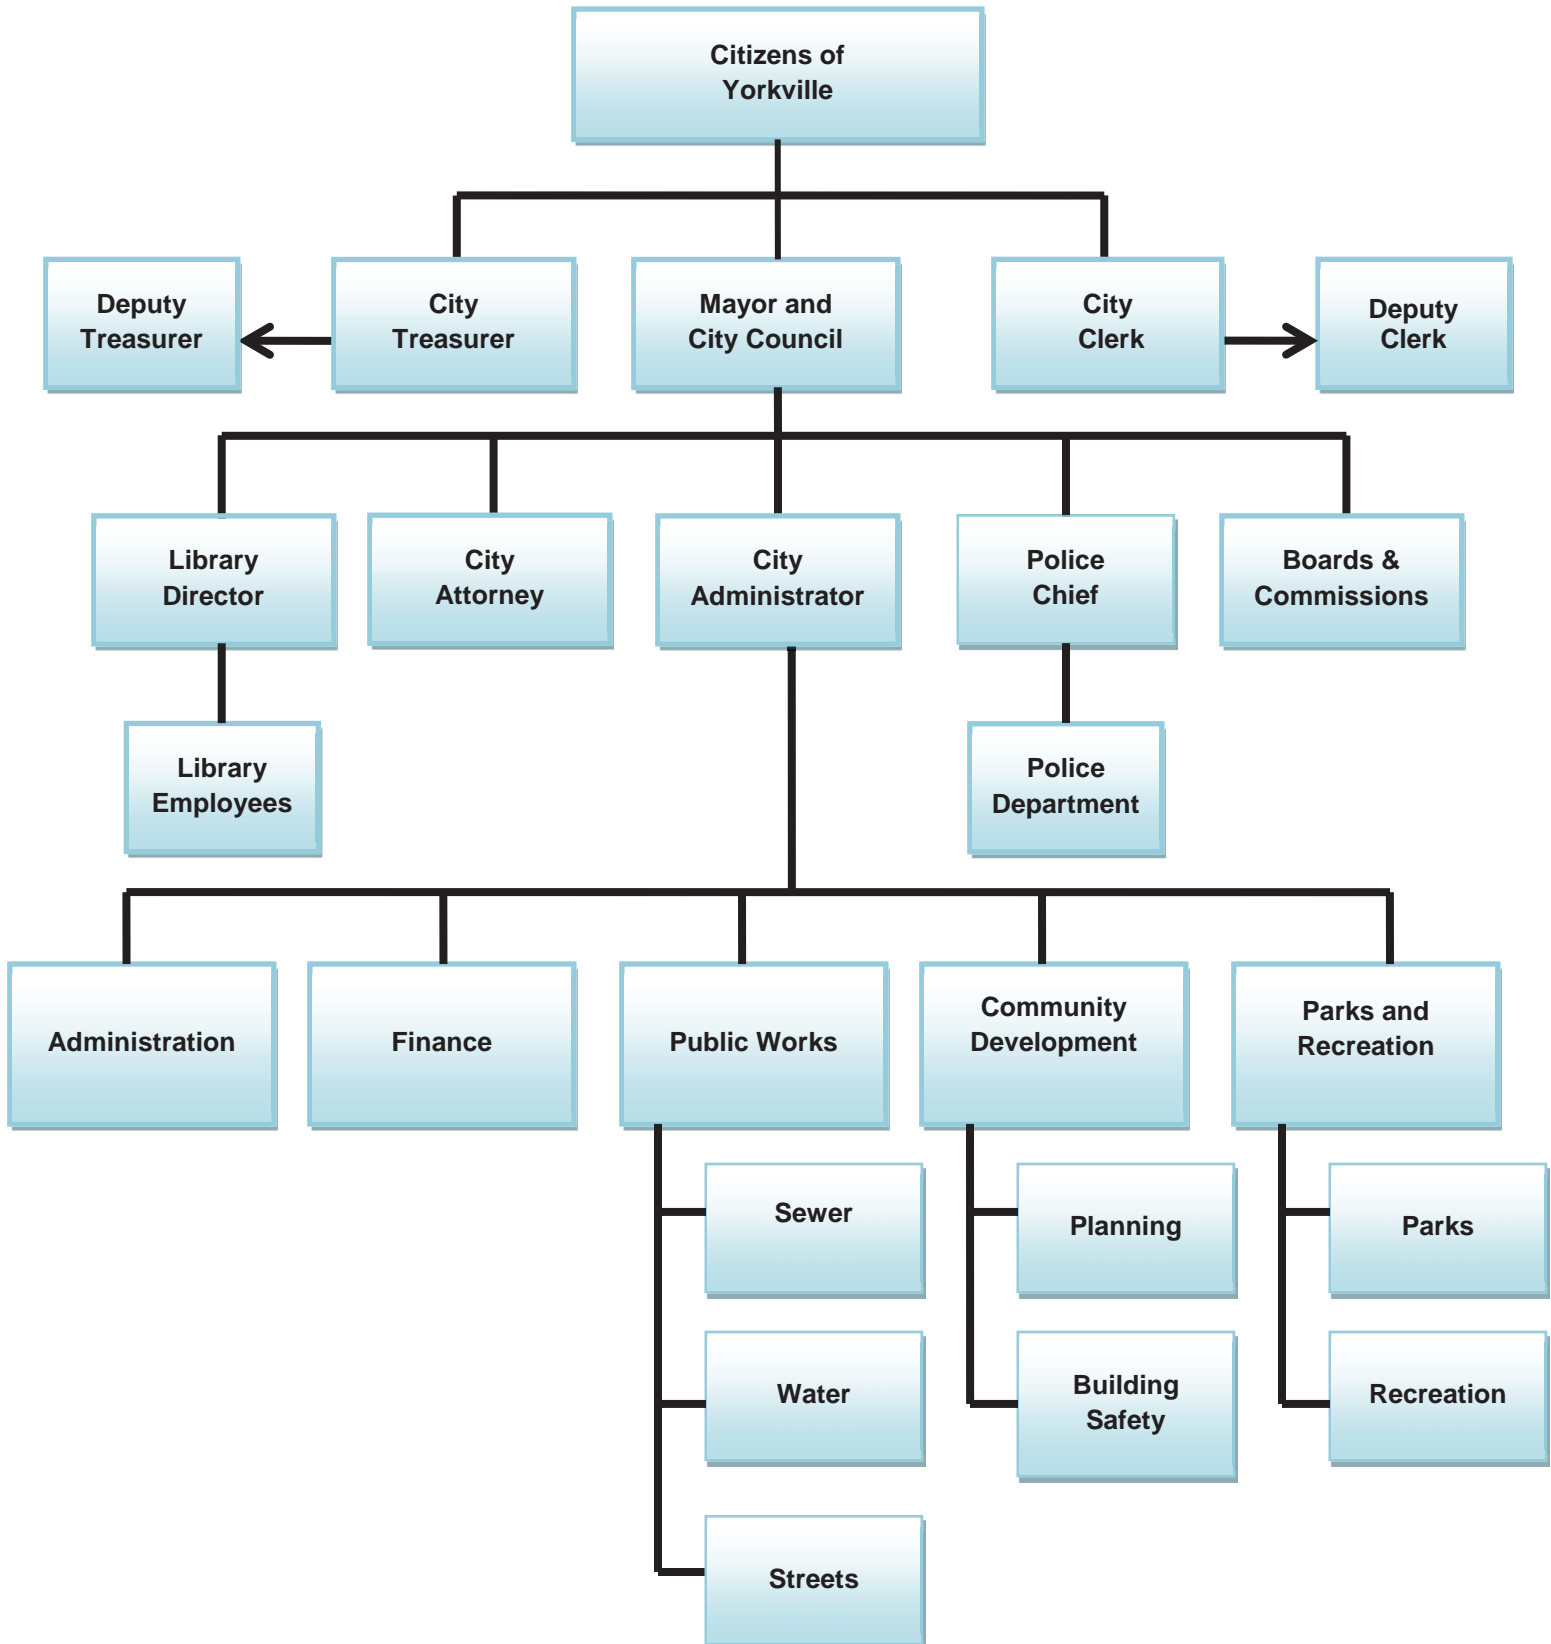 Citizens of
Yorkville
Deputy
Treasurer
City
Treasurer
Mayor and
City Council
City
Clerk
Deputy
Clerk
Library
Director
City
Attorney
City
Administrator
Police
Chief
Boards &
Commissions
Library
Employees
Police
Department
Administration
Finance
Public Works
Community
Development
Parks and
Recreation
Sewer
Planning
Parks
Water
Building
Safety
Recreation
Streets